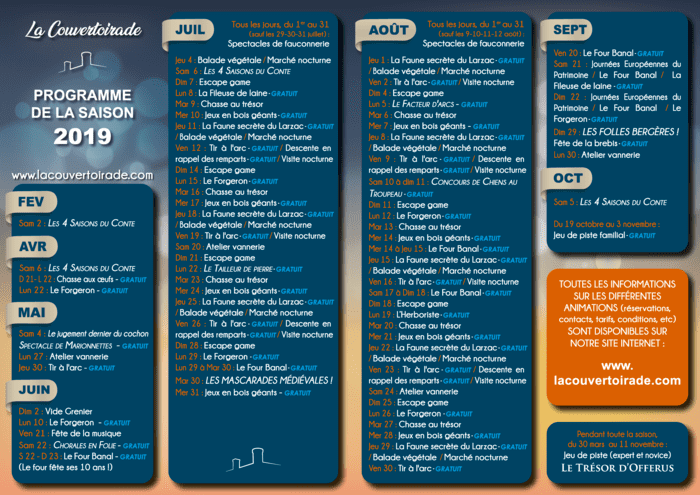 La Couvertoirade
PROGRAMME
DE LA SAISON
2019
www.lacouvertoirade.com
FEV
Sam 2 : Les 4 Saisons du Conte
AVR
Sam 6 : Les 4 Saisons du Conte
D 21- L 22 : Chasse aux œufs - GRATUIT
Lun 22 : Le Forgeron - GRATUIT
MAI
Sam 4 : Le jugement dernier du cochon
Spectacle de Marionnettes - GRATUIT
Lun 27 : Atelier vannerie
Jeu 30 : Tir à l'arc - GRATUIT
JUIN
Dim 2 : Vide Grenier
Lun 10 : Le Forgeron - GRATUIT
Ven 21 : Fête de la musique
Sam 22 : Chorales en Folie - GRATUIT
S 22 - D 23 : Le Four Banal - GRATUIT
(Le four fête ses 10 ans !)
JUIL
Tous les jours, du 1er au 31
(sauf les 29-30-31 juillet) :
Spectacles de fauconnerie
Jeu 4 : Balade végétale / Marché nocturne
Sam 6 : Les 4 Saisons du Conte
Dim 7 : Escape game
Lun 8 : La Fileuse de laine-GRATUIT
Mar 9 : Chasse au trésor
Mer 10 : Jeux en bois géants-GRATUIT
Jeu 11 : La Faune secrète du Larzac-GRATUIT
/ Balade végétale / Marché nocturne
Ven 12 : Tir à l'arc-GRATUIT / Descente en
rappel des remparts-GRATUIT / Visite nocturne
Dim 14 : Escape game
Lun 15 : Le Forgeron-GRATUIT
Mar 16 : Chasse au trésor
Mer 17 : Jeux en bois géants-GRATUIT
Jeu 18 : La Faune secrète du Larzac-GRATUIT
/ Balade végétale / Marché nocturne
Ven 19 : Tir à l'arc-GRATUIT / Visite nocturne
Sam 20 : Atelier vannerie
Dim 21 : Escape game
Lun 22 : Le Tailleur de pierre-GRATUIT
Mar 23 : Chasse au trésor
Mer 24 : Jeux en bois géants-GRATUIT
Jeu 25 : La Faune secrète du Larzac-GRATUIT
/ Balade végétale / Marché nocturne
Ven 26 : Tir à l'arc-GRATUIT / Descente en
rappel des remparts-GRATUIT / Visite nocturne
Dim 28 : Escape game
Lun 29 : Le Forgeron-GRATUIT
Lun 29 à Mar 30 : Le Four Banal-GRATUIT
Mar 30 : LES MASCARADES MÉDIÉVALES !
Mer 31 : Jeux en bois géants - GRATUIT
AOÛT
Tous les jours, du 1er au 31
(sauf les 9-10-11-12 août) :
Spectacles de fauconnerie
Jeu 1 : La Faune secrète du Larzac-GRATUIT
/ Balade végétale / Marché nocturne
Ven 2 : Tir à l'arc-GRATUIT / Visite nocturne
Dim 4 : Escape game
Lun 5 : Le Facteur d'arcs - GRATUIT
Mar 6 : Chasse au trésor
Mer 7 : Jeux en bois géants - GRATUIT
Jeu 8 : La Faune secrète du Larzac-GRATUIT
/ Balade végétale / Marché nocturne
Ven 9 : Tir à l'arc-GRATUIT / Descente en
rappel des remparts-GRATUIT / Visite nocturne
Sam 10 à dim 11 : Concours de Chiens au
Troupeau - GRATUIT
Dim 11 : Escape game
Lun 12 : Le Forgeron-GRATUIT
Mar 13 : Chasse au trésor
Mer 14 : Jeux en bois géants-GRATUIT
Mer 14 à Jeu 15 : Le Four Banal-GRATUIT
Jeu 15 : La Faune secrète du Larzac-GRATUIT
/ Balade végétale / Marché nocturne
Ven 16 : Tir à l'arc-GRATUIT / Visite nocturne
Sam 17 à Dim 18 : Le Four Banal-GRATUIT
Dim 18 : Escape game
Lun 19 : L'Herboriste-GRATUIT
Mar 20 : Chasse au trésor
Mer 21 : Jeux en bois géants-GRATUIT
Jeu 22 : La Faune secrète du Larzac-GRATUIT
/ Balade végétale / Marché nocturne
Ven 23 : Tir à l'arc-GRATUIT / Descente en
rappel des remparts-GRATUIT / Visite nocturne
Sam 24 : Atelier vannerie
Dim 25 : Escape game
Lun 26 : Le Forgeron-GRATUIT
Mar 27 : Chasse au trésor
Mer 28 : Jeux en bois géants-GRATUIT
Jeu 29 : La Faune secrète du Larzac-GRATUIT
/ Balade végétale / Marché nocturne
Ven 30 : Tir à l'arc-GRATUIT
SEPT
Ven 20 : Le Four Banal-GRATUIT
Sam 21 : Journées Européennes du
Patrimoine / Le Four Banal / La
Fileuse de laine-GRATUIT
Dim 22 : Journées Européennes du
Patrimoine / Le Four Banal / Le
Forgeron-GRATUIT
Dim 29 : LES FOLLES BERGÈRES !
Fête de la brebis-GRATUIT
Lun 30 : Atelier vannerie
OCT
Sam 5 : Les 4 Saisons du Conte
Du 19 octobre au 3 novembre :
Jeu de piste familial-GRATUIT
TOUTES LES INFORMATIONS
SUR LES DIFFÉRENTES
ANIMATIONS (réservations,
contacts, tarifs, conditions, etc)
SONT DISPONIBLES SUR
NOTRE SITE INTERNET :
www.
lacouvertoirade.com
Pendant toute la saison,
du 30 mars au 11 novembre :
Jeu de piste (expert et novice)
Le Trésor d'Offerus